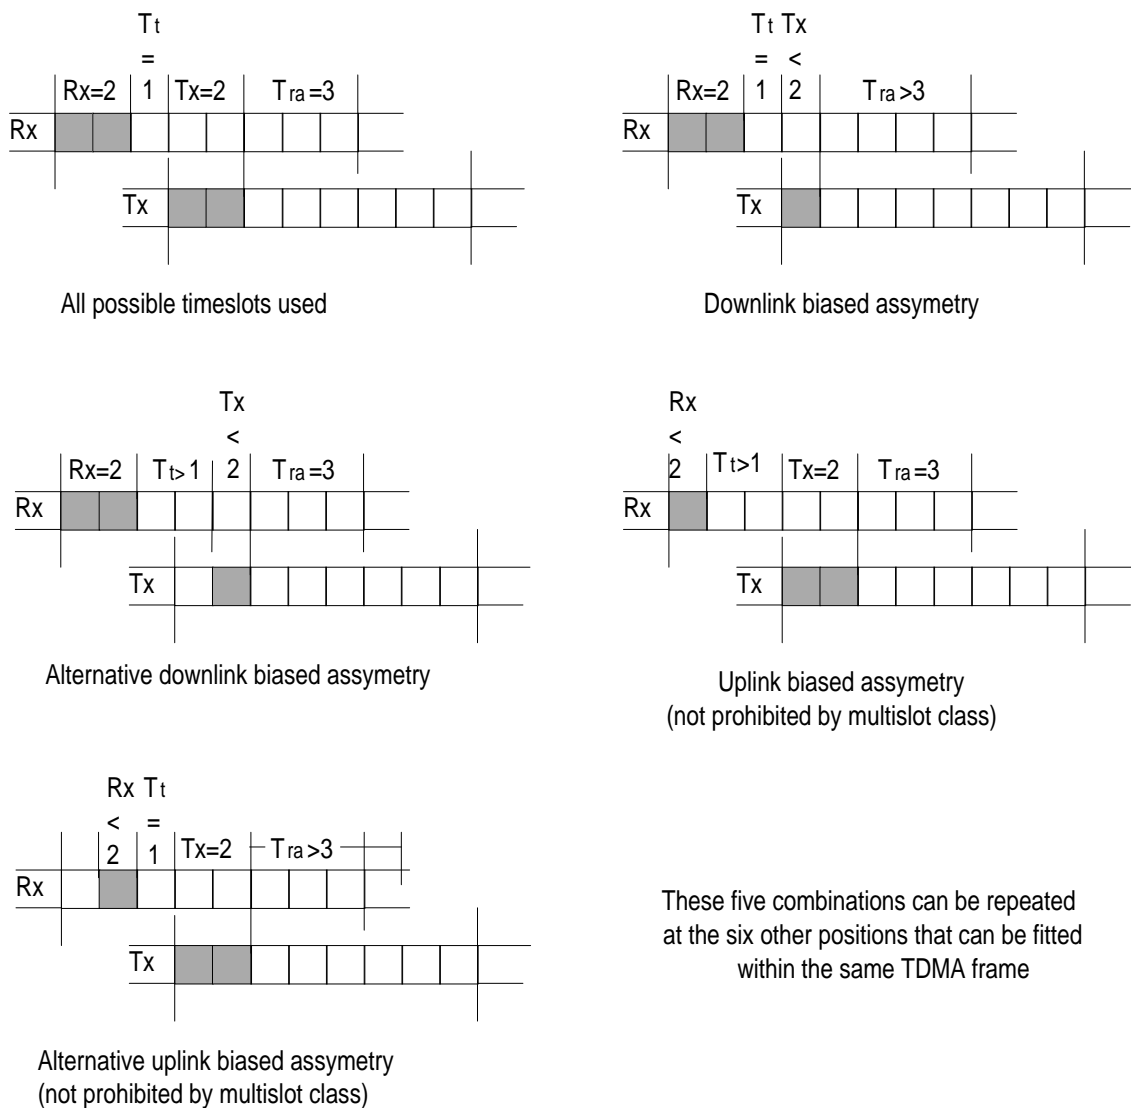 Tt
=
1
Rx=2
Tx=2
Tra=3
Rx
Tx
All possible timeslots used
Tt Tx
= <
1 2
Rx=2
Tra>3
Rx
Tx
Downlink biased assymetry
Tx
<
2
Rx=2
Tt>1
Tra=3
Rx
Tx
Alternative downlink biased assymetry
Rx
<
2
Tt>1
Tx=2
Tra=3
Rx
Tx
Uplink biased assymetry
(not prohibited by multislot class)
Rx Tt
< =
2 1
Tx=2
Tra>3
Rx
Tx
Alternative uplink biased assymetry
(not prohibited by multislot class)
These five combinations can be repeated
at the six other positions that can be fitted
within the same TDMA frame